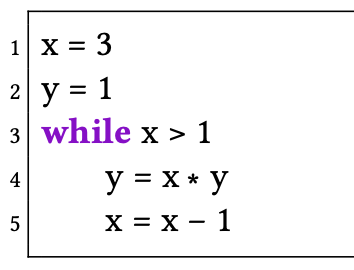 1 x = 3
2 y = 1
3 while x > 1
4 y = x * y
5 x = x − 1